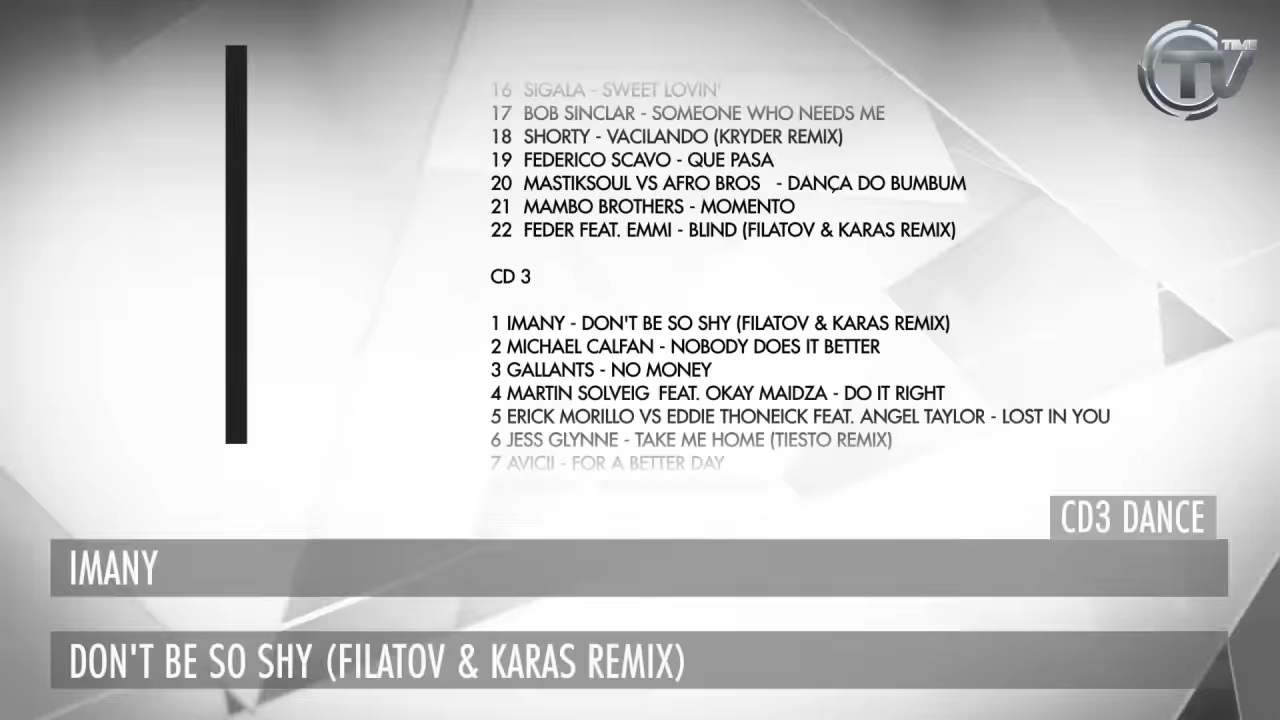 TIME
TV
16 SIGALA - SWEET LOVIN'
17 BOB SINCLAR - SOMEONE WHO NEEDS ME
18 SHORTY - VACILANDO (KRYDER REMIX)
19 FEDERICO SCAVO - QUE PASA
20 MASTIKSOUL VS AFRO BROS - DANÇA DO BUMBUM
21 MAMBO BROTHERS - MOMENTO
22 FEDER FEAT. EMMI - BLIND (FILATOV & KARAS REMIX)
CD 3
1 IMANY - DON'T BE SO SHY (FILATOV & KARAS REMIX)
2 MICHAEL CALFAN - NOBODY DOES IT BETTER
3 GALLANTS - NO MONEY
4 MARTIN SOLVEIG FEAT. OKAY MAIDZA - DO IT RIGHT
5 ERICK MORILLO VS EDDIE THONEICK FEAT. ANGEL TAYLOR - LOST IN YOU
6 JESS GLYNNE - TAKE ME HOME (TIESTO REMIX)
7 AVICII - FOR A BETTER DAY
CD3 DANCE
IMANY
DON'T BE SO SHY (FILATOV & KARAS REMIX)